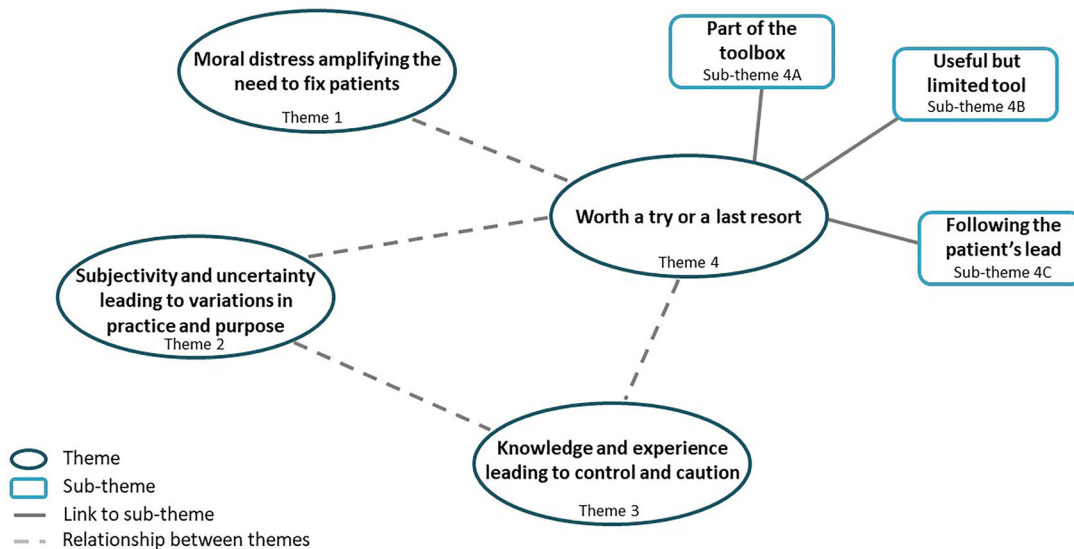 Moral distress amplifying the
need to fix patients
Theme 1
Part of the
toolbox
Sub-theme 4A
Useful but
limited tool
Sub-theme 4B
Worth a try or a last resort
Theme 4
Following the
patient's lead
Sub-theme 4C
Subjectivity and uncertainty
leading to variations in
practice and purpose
Theme 2
Knowledge and experience
leading to control and caution
Theme 3
Theme
Sub-theme
Link to sub-theme
Relationship between themes